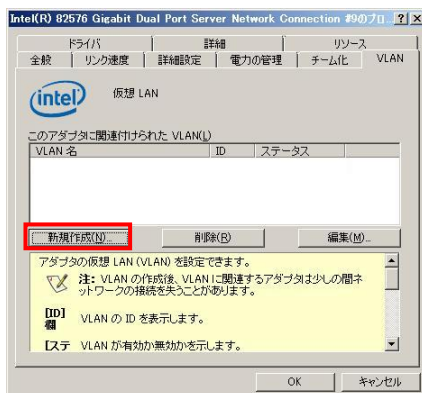 Intel(R) 82576 Gigabit Dual Port Server Network Connection #9のプロ...
ドライバ 詳細 リソース
全般 リンク速度 詳細設定 電力の管理 チーム化 VLAN
intel 仮想 LAN
このアダプタに関連付けられた VLAN(L)
VLAN 名 ID ステータス
新規作成(N)... 削除(R) 編集(M)...
アダプタの仮想 LAN (VLAN) を設定できます。
注: VLAN の作成後、VLAN に関連するアダプタは少しの間ネ
ットワークの接続を失うことがあります。
[ID]
欄 VLAN の ID を表示します。
[ステ VLAN が有効か無効かを示します。
OK キャンセル